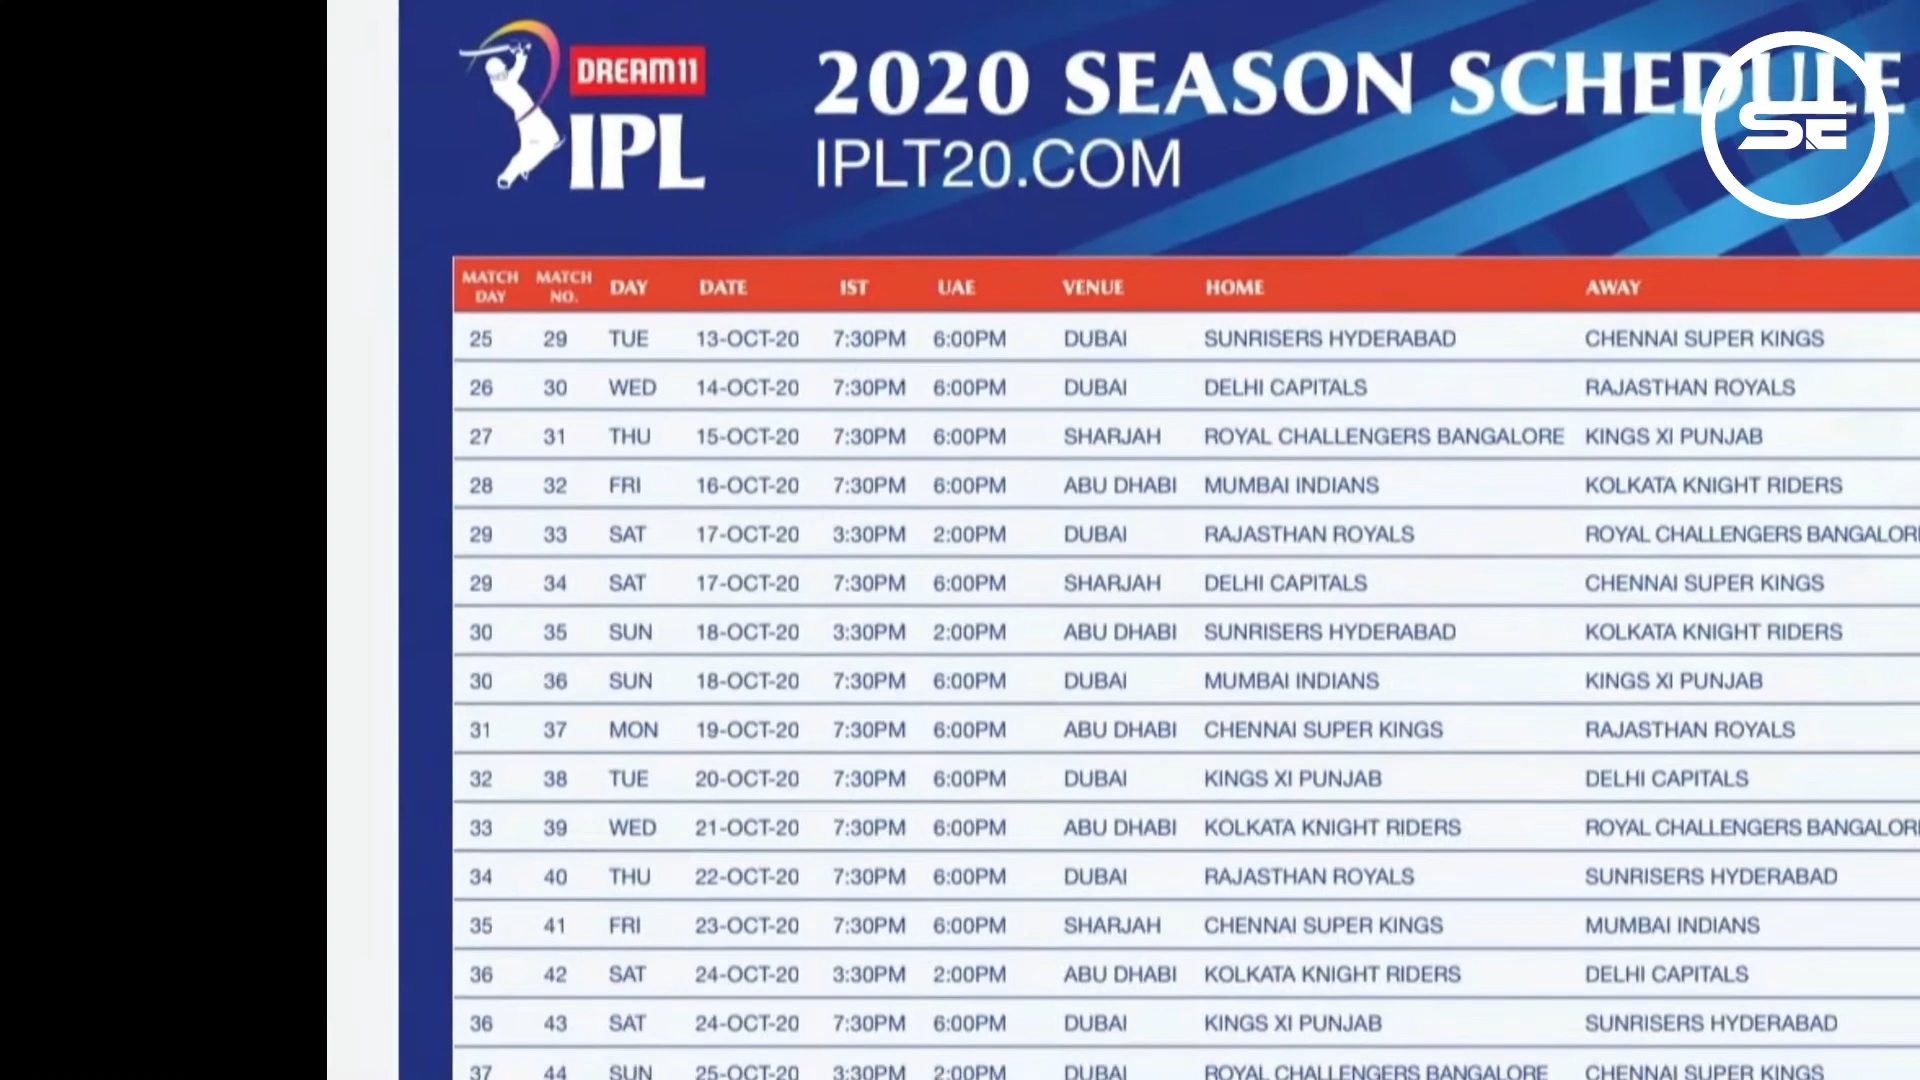 DREAM11
IPL
2020 SEASON SCHEDULE
IPLT20.COM
SE
MATCH DAY MATCH NO. DAY DATE IST UAE VENUE HOME AWAY
25 29 TUE 13-OCT-20 7:30PM 6:00PM DUBAI SUNRISERS HYDERABAD CHENNAI SUPER KINGS
26 30 WED 14-OCT-20 7:30PM 6:00PM DUBAI DELHI CAPITALS RAJASTHAN ROYALS
27 31 THU 15-OCT-20 7:30PM 6:00PM SHARJAH ROYAL CHALLENGERS BANGALORE KINGS XI PUNJAB
28 32 FRI 16-OCT-20 7:30PM 6:00PM ABU DHABI MUMBAI INDIANS KOLKATA KNIGHT RIDERS
29 33 SAT 17-OCT-20 3:30PM 2:00PM DUBAI RAJASTHAN ROYALS ROYAL CHALLENGERS BANGALORE
29 34 SAT 17-OCT-20 7:30PM 6:00PM SHARJAH DELHI CAPITALS CHENNAI SUPER KINGS
30 35 SUN 18-OCT-20 3:30PM 2:00PM ABU DHABI SUNRISERS HYDERABAD KOLKATA KNIGHT RIDERS
30 36 SUN 18-OCT-20 7:30PM 6:00PM DUBAI MUMBAI INDIANS KINGS XI PUNJAB
31 37 MON 19-OCT-20 7:30PM 6:00PM ABU DHABI CHENNAI SUPER KINGS RAJASTHAN ROYALS
32 38 TUE 20-OCT-20 7:30PM 6:00PM DUBAI KINGS XI PUNJAB DELHI CAPITALS
33 39 WED 21-OCT-20 7:30PM 6:00PM ABU DHABI KOLKATA KNIGHT RIDERS ROYAL CHALLENGERS BANGALORE
34 40 THU 22-OCT-20 7:30PM 6:00PM DUBAI RAJASTHAN ROYALS SUNRISERS HYDERABAD
35 41 FRI 23-OCT-20 7:30PM 6:00PM SHARJAH CHENNAI SUPER KINGS MUMBAI INDIANS
36 42 SAT 24-OCT-20 3:30PM 2:00PM ABU DHABI KOLKATA KNIGHT RIDERS DELHI CAPITALS
36 43 SAT 24-OCT-20 7:30PM 6:00PM DUBAI KINGS XI PUNJAB SUNRISERS HYDERABAD
37 44 SUN 25-OCT-20 3:30PM 2:00PM DUBAI ROYAL CHALLENGERS BANGALORE CHENNAI SUPER KINGS